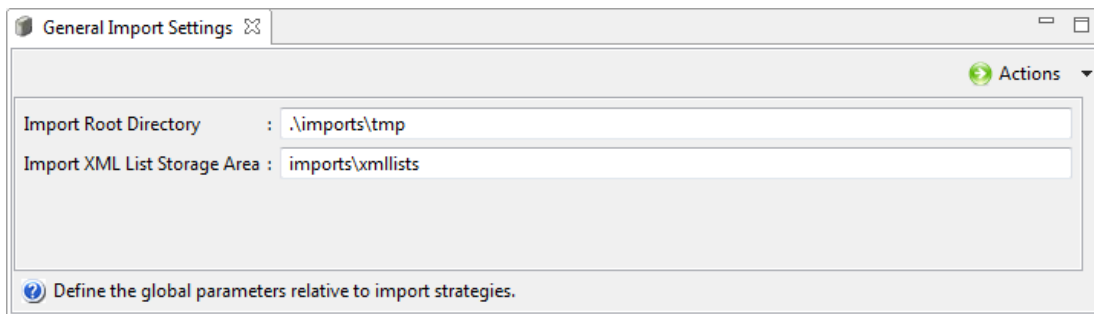 General Import Settings
Actions
Import Root Directory : .\imports\tmp
Import XML List Storage Area : imports\xmllists
Define the global parameters relative to import strategies.